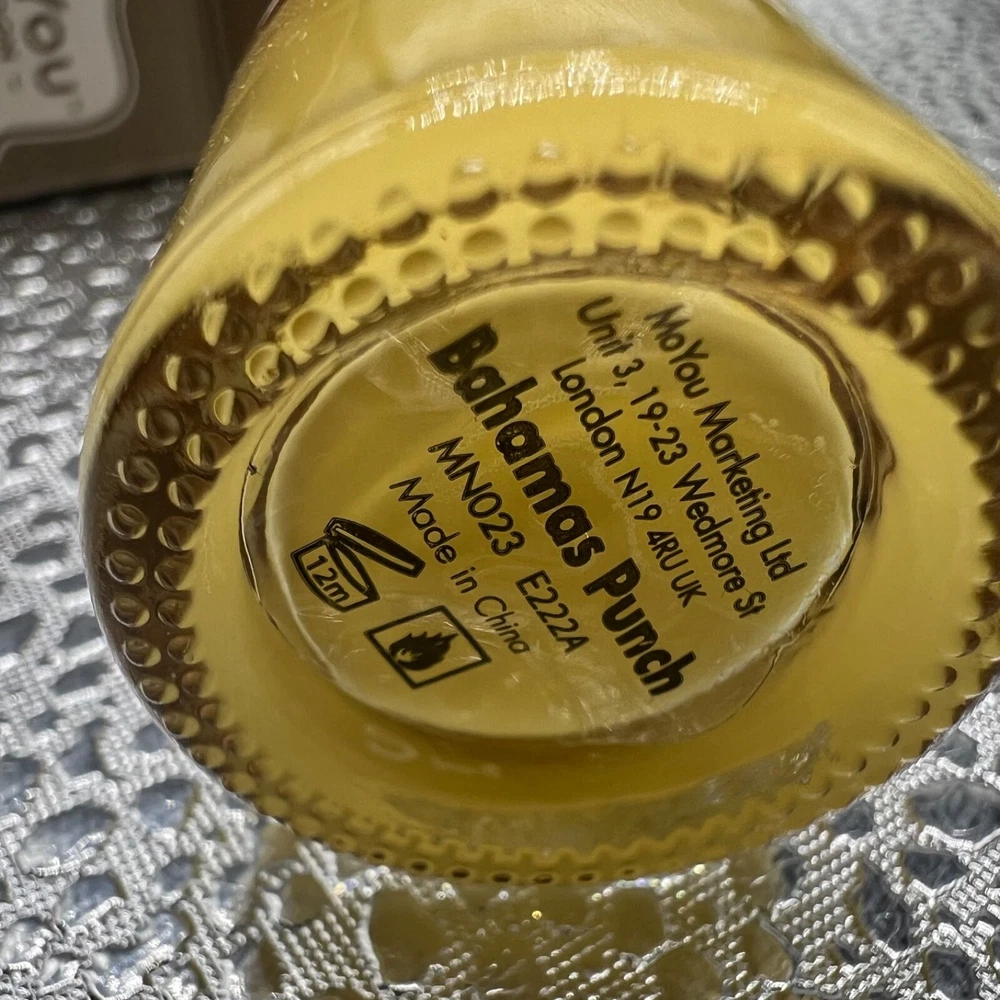 YOU
MoYou Marketing Ltd
Unit 3, 19-23 Wedmore St
London N19 4RU UK
Bahamas Punch
MN023 E222A
Made in China
12m